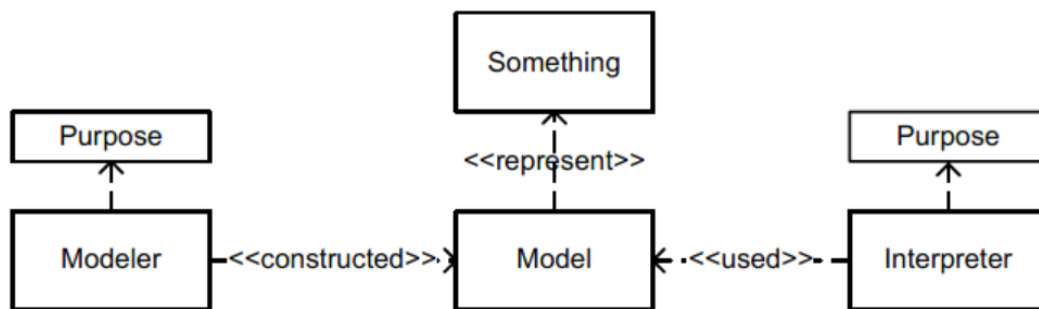 Something
Purpose
Purpose
<<represent>>
Modeler
<<constructed>>
Model
<<used>>
Interpreter